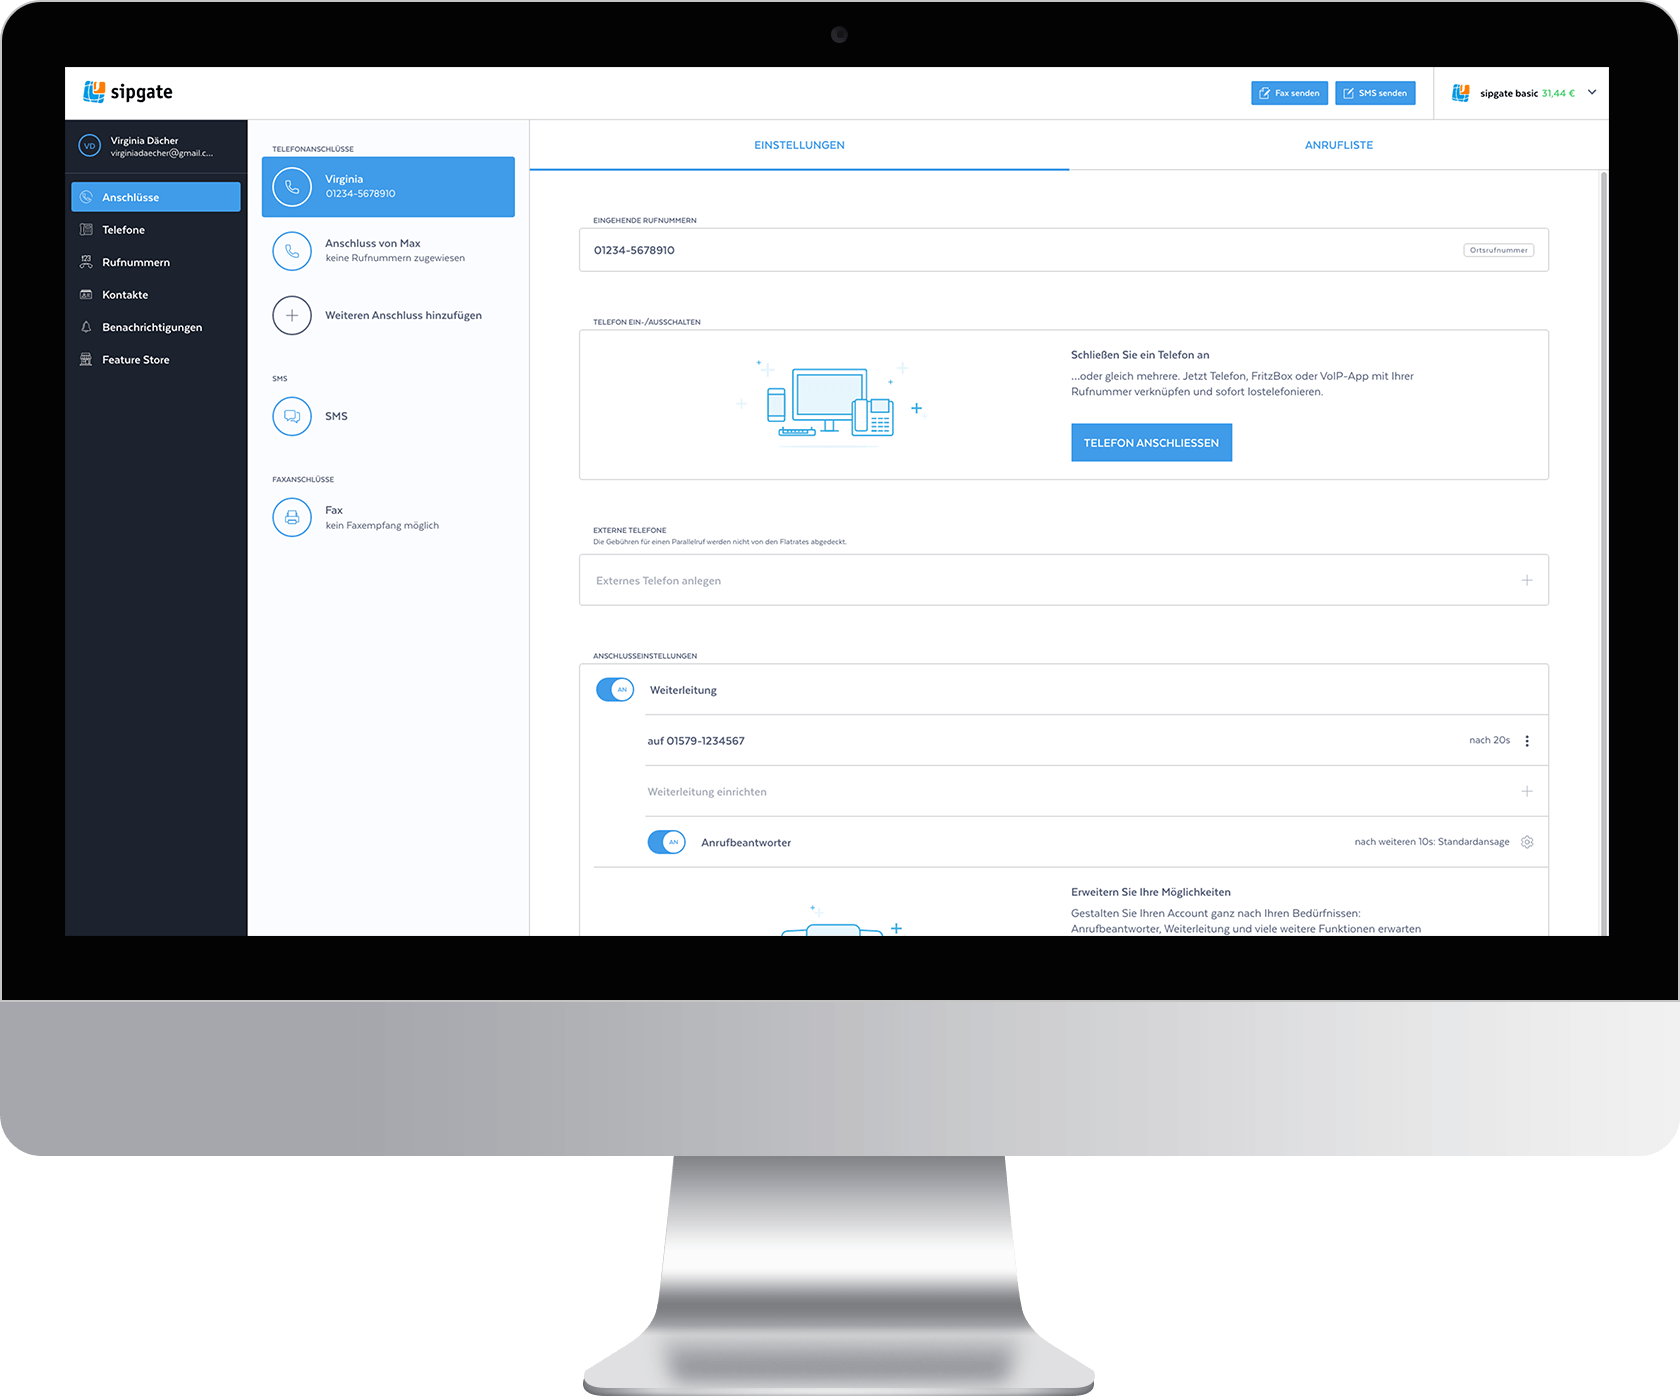 sipgate
Fax senden
SMS senden
sipgate basic 31,44 €
VD
Virginia Dächer
virginiadaecher@gmail.c...
Anschlüsse
Telefone
Rufnummern
Kontakte
Benachrichtigungen
Feature Store
TELEFONANSCHLÜSSE
Virginia
01234-5678910
Anschluss von Max
keine Rufnummern zugewiesen
Weiteren Anschluss hinzufügen
SMS
SMS
FAXANSCHLÜSSE
Fax
kein Faxempfang möglich
EINSTELLUNGEN
ANRUFLISTE
EINGEHENDE RUFNUMMERN
01234-5678910
Ortsrufnummer
TELEFON EIN-/AUSSCHALTEN
Schließen Sie ein Telefon an
...oder gleich mehrere. Jetzt Telefon, FritzBox oder VoIP-App mit Ihrer
Rufnummer verknüpfen und sofort lostelefonieren.
TELEFON ANSCHLIESSEN
EXTERNE TELEFONE
Die Gebühren für einen Parallelruf werden nicht von den Flatrates abgedeckt.
Externes Telefon anlegen
ANSCHLUSSEINSTELLUNGEN
AN
Weiterleitung
auf 01579-1234567
nach 20s
Weiterleitung einrichten
AN
Anrufbeantworter
nach weiteren 10s: Standardansage
Erweitern Sie Ihre Möglichkeiten
Gestalten Sie Ihren Account ganz nach Ihren Bedürfnissen:
Anrufbeantworter, Weiterleitung und viele weitere Funktionen erwarten